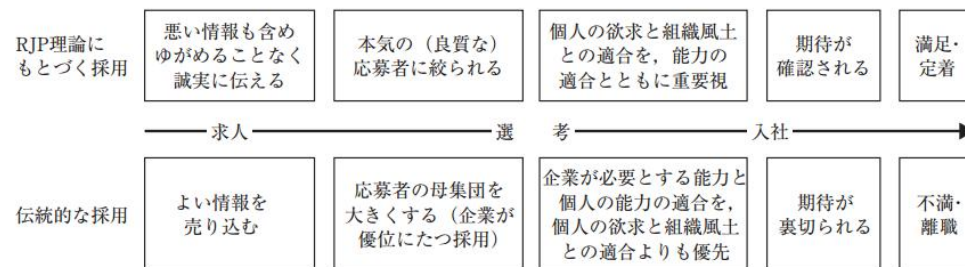 RJP理論に
もとづく採用
悪い情報も含め
ゆがめることなく
誠実に伝える
本気の（良質な）
応募者に絞られる
個人の欲求と組織風土
との適合を，能力の
適合とともに重要視
期待が
確認される
満足・
定着
求人
選 考
入社
伝統的な採用
よい情報を
売り込む
応募者の母集団を
大きくする（企業が
優位にたつ採用）
企業が必要とする能力と
個人の能力の適合を，
個人の欲求と組織風土
との適合よりも優先
期待が
裏切られる
不満・
離職